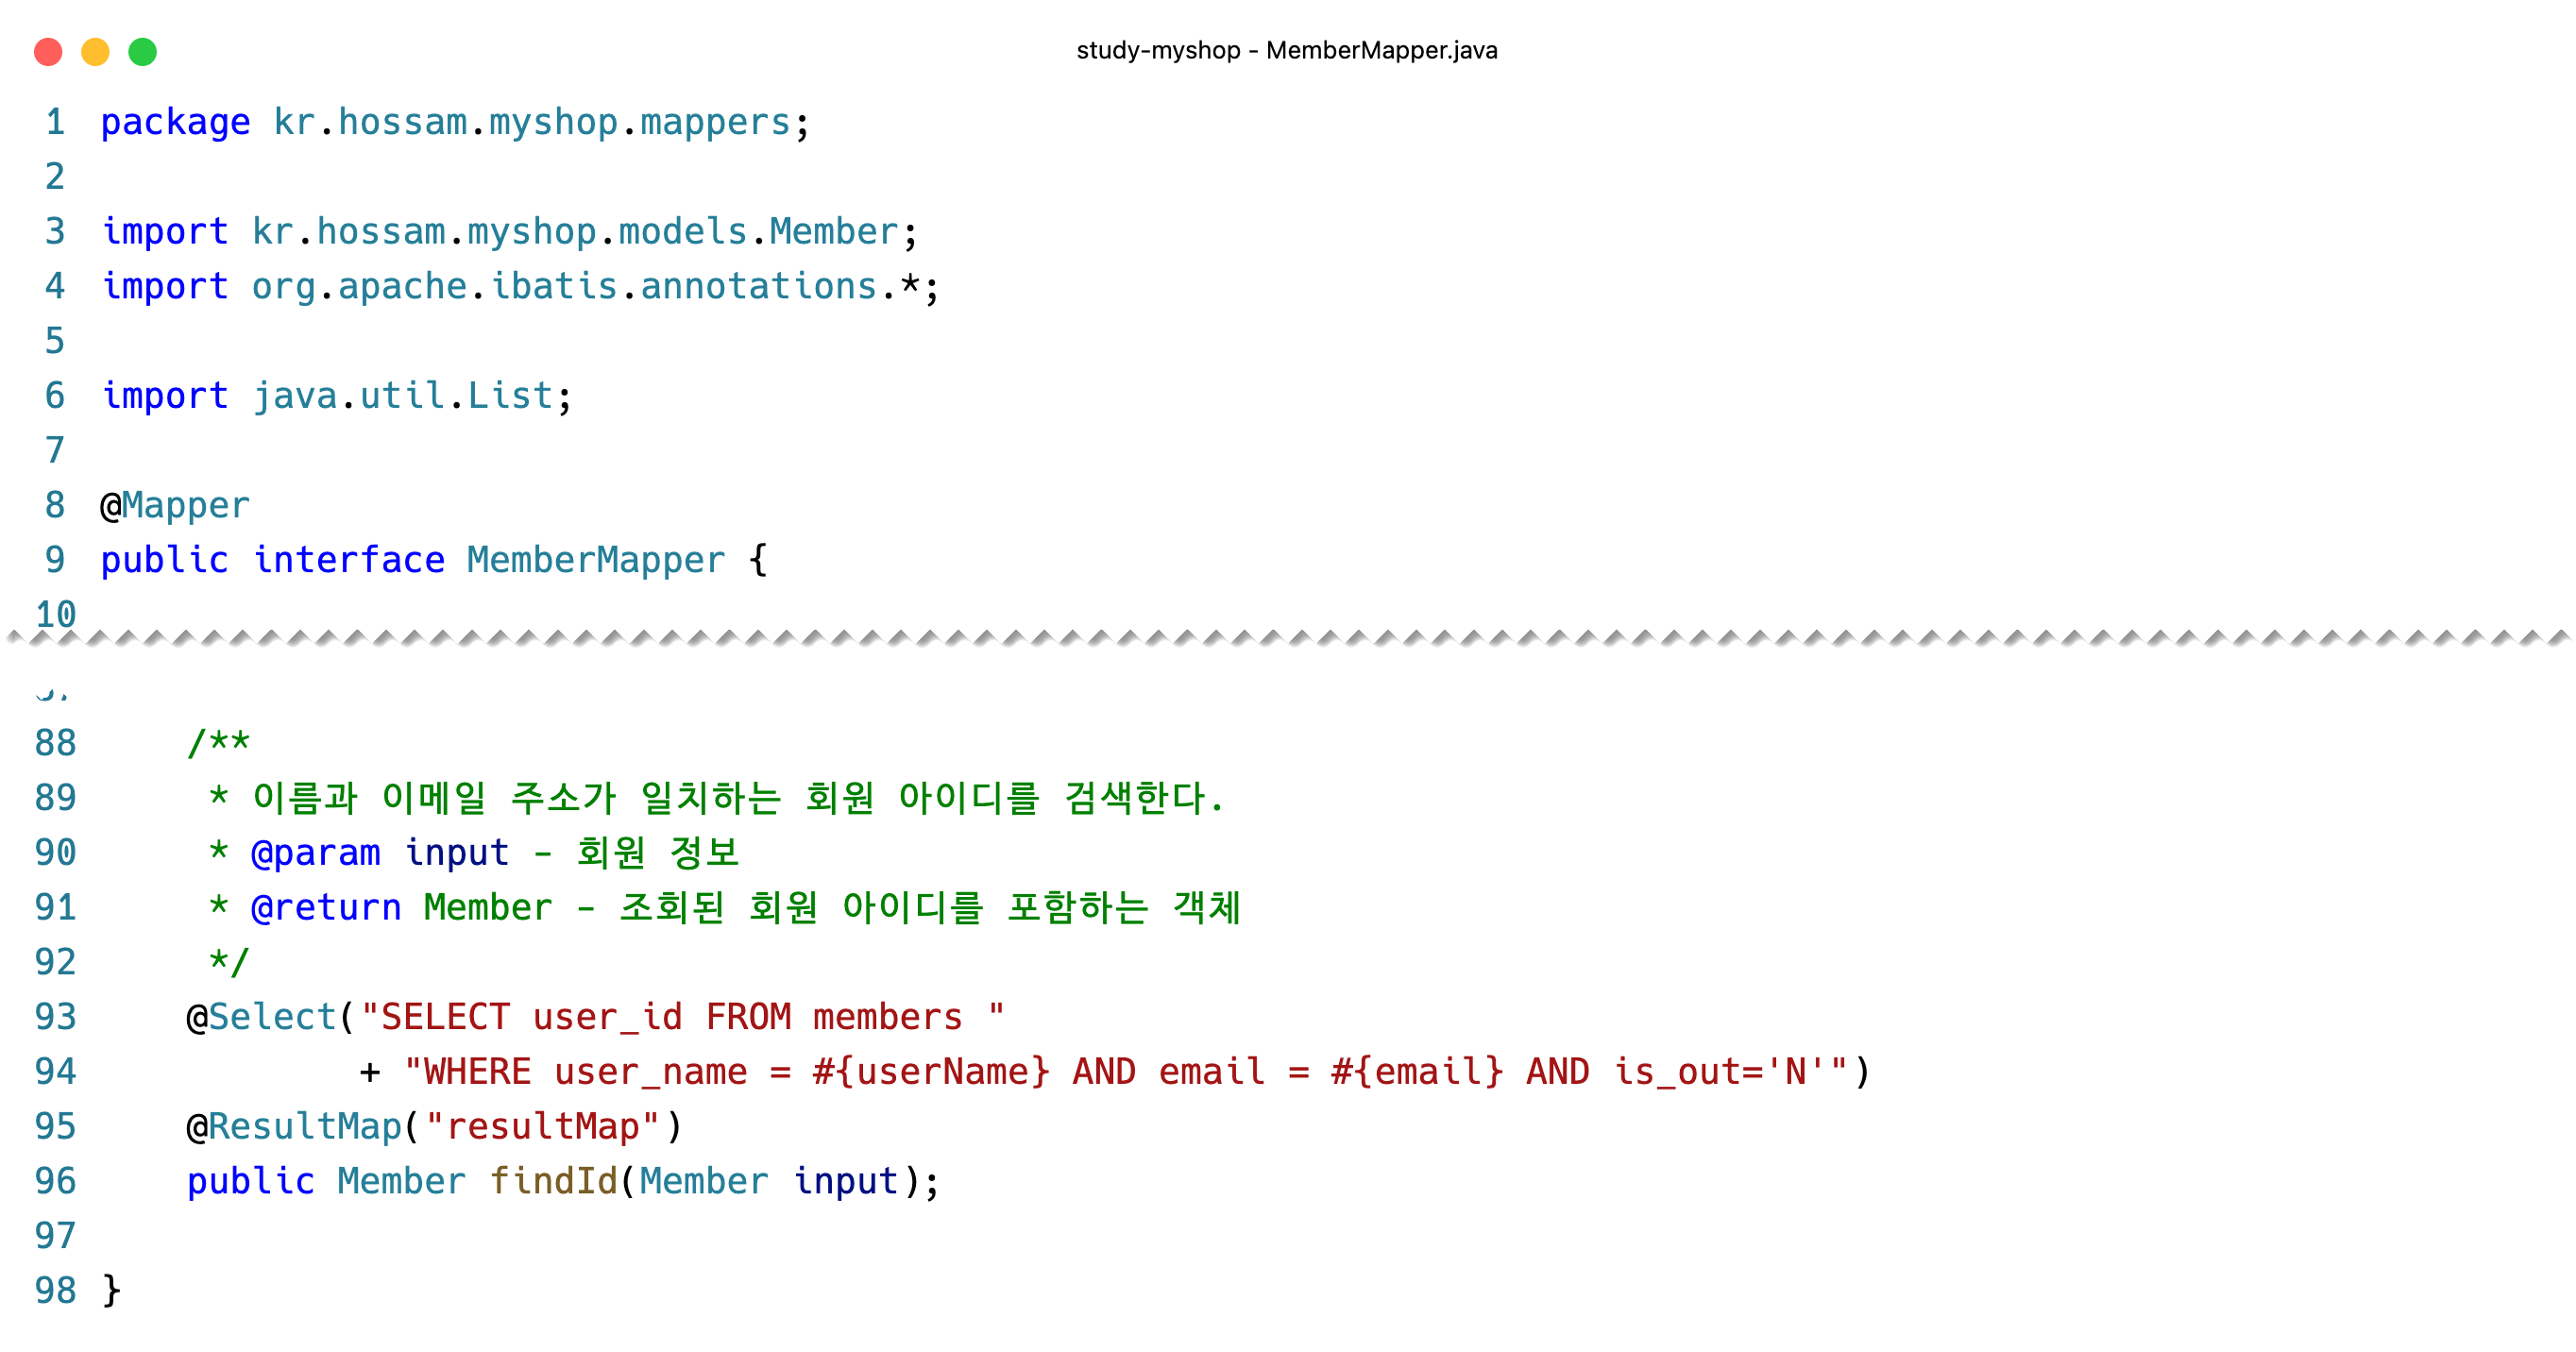 study-myshop - MemberMapper.java
1 package kr.hossam.myshop.mappers;
2
3 import kr.hossam.myshop.models.Member;
4 import org.apache.ibatis.annotations.*;
5
6 import java.util.List;
7
8 @Mapper
9 public interface MemberMapper {
10
88     /**
89      * 이름과 이메일 주소가 일치하는 회원 아이디를 검색한다.
90      * @param input - 회원 정보
91      * @return Member - 조회된 회원 아이디를 포함하는 객체
92      */
93     @Select("SELECT user_id FROM members "
94             + "WHERE user_name = #{userName} AND email = #{email} AND is_out='N'")
95     @ResultMap("resultMap")
96     public Member findId(Member input);
97
98 }